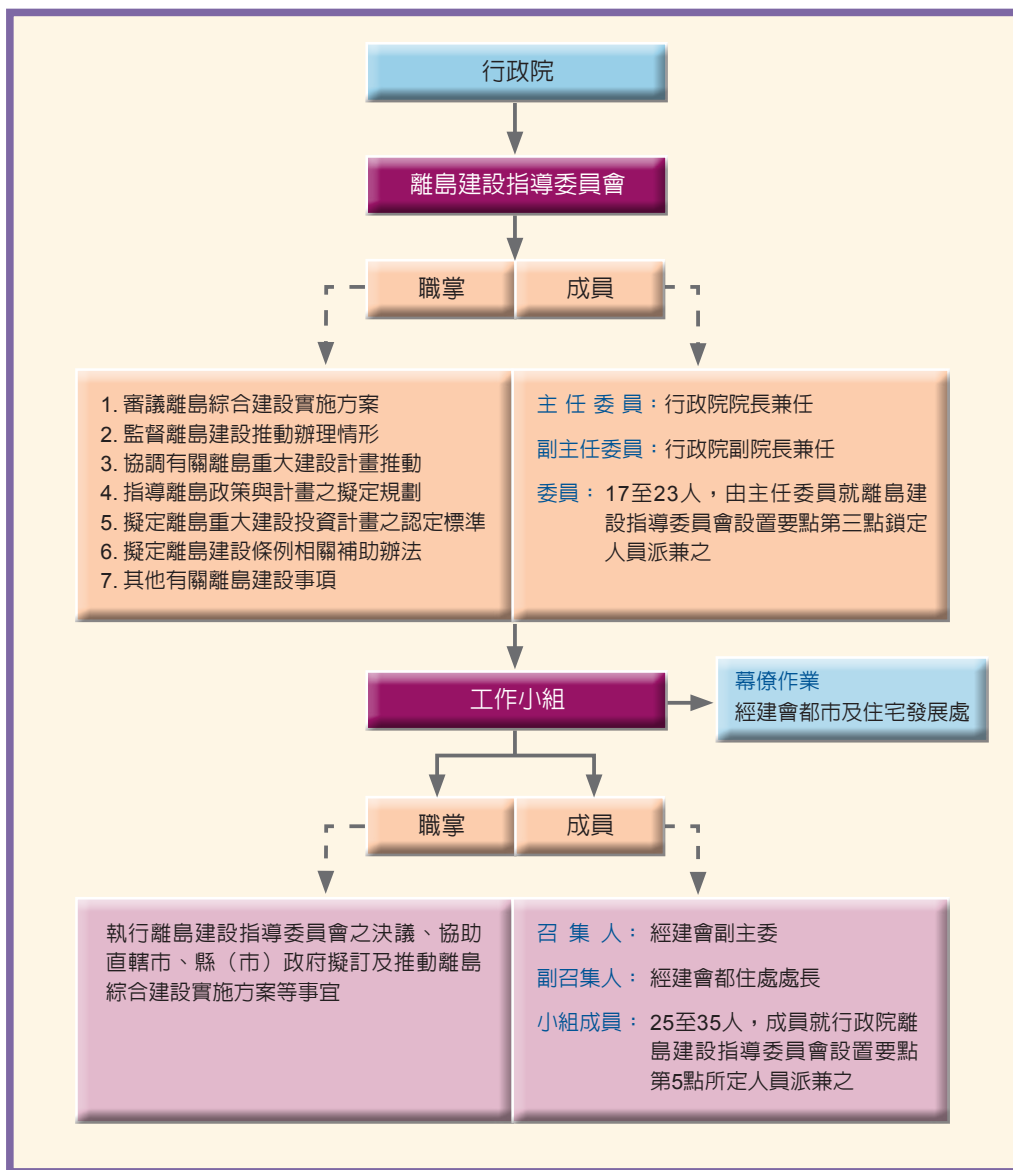 行政院
離島建設指導委員會
職掌
成員
1. 審議離島綜合建設實施方案
2. 監督離島建設推動辦理情形
3. 協調有關離島重大建設計畫推動
4. 指導離島政策與計畫之擬定規劃
5. 擬定離島重大建設投資計畫之認定標準
6. 擬定離島建設條例相關補助辦法
7. 其他有關離島建設事項
主任委員：行政院院長兼任
副主任委員：行政院副院長兼任
委員：17至23人，由主任委員就離島建
設指導委員會設置要點第三點鎖定
人員派兼之
工作小組
幕僚作業
經建會都市及住宅發展處
職掌
成員
執行離島建設指導委員會之決議、協助
直轄市、縣（市）政府擬訂及推動離島
綜合建設實施方案等事宜
召集人：經建會副主委
副召集人：經建會都住處處長
小組成員：25至35人，成員就行政院離
島建設指導委員會設置要點
第5點所定人員派兼之